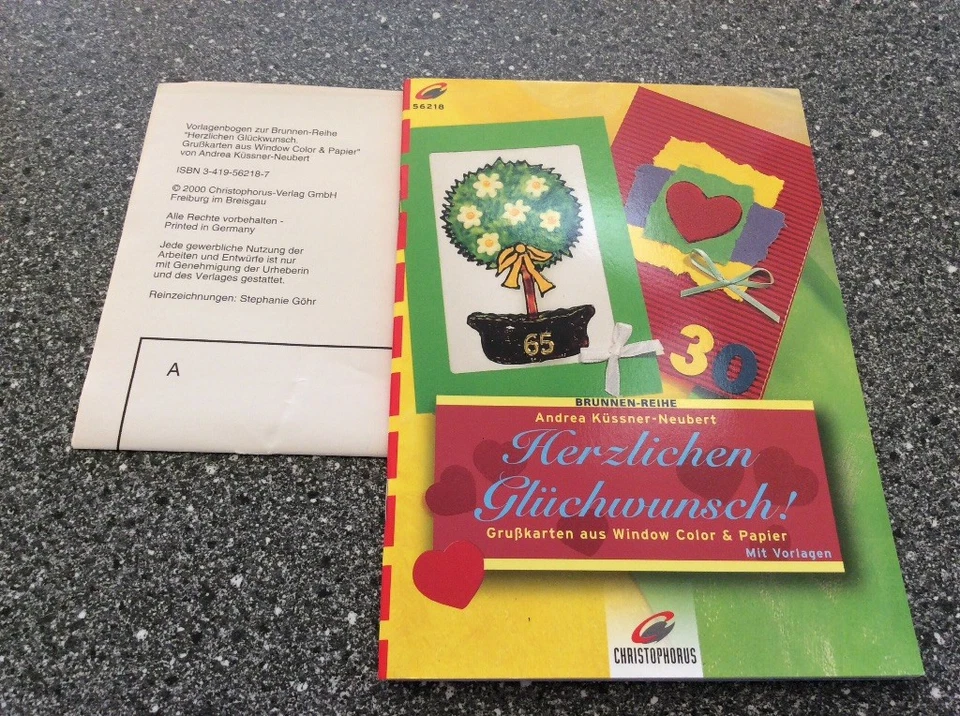 Vorlagenbogen zur Brunnen-Reihe
"Herzlichen Glückwunsch,
Grußkarten aus Window Color & Papier"
von Andrea Küssner-Neubert
ISBN 3-419-56218-7
© 2000 Christophorus-Verlag GmbH
Freiburg im Breisgau
Alle Rechte vorbehalten -
Printed in Germany
Jede gewerbliche Nutzung der
Arbeiten und Entwürfe ist nur
mit Genehmigung der Urheberin
und des Verlages gestattet.
Reinzeichnungen: Stephanie Göhr
A
56218
65
30
BRUNNEN-REIHE
Andrea Küssner-Neubert
Herzlichen
Glückwunsch!
Grußkarten aus Window Color & Papier
Mit Vorlagen
CHRISTOPHORUS